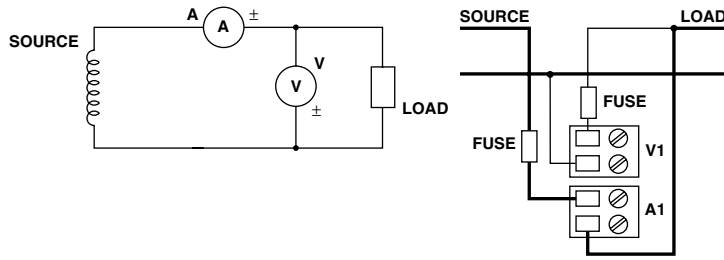 A ±
A
SOURCE
V
V
±
LOAD
SOURCE
LOAD
FUSE
FUSE
V1
A1